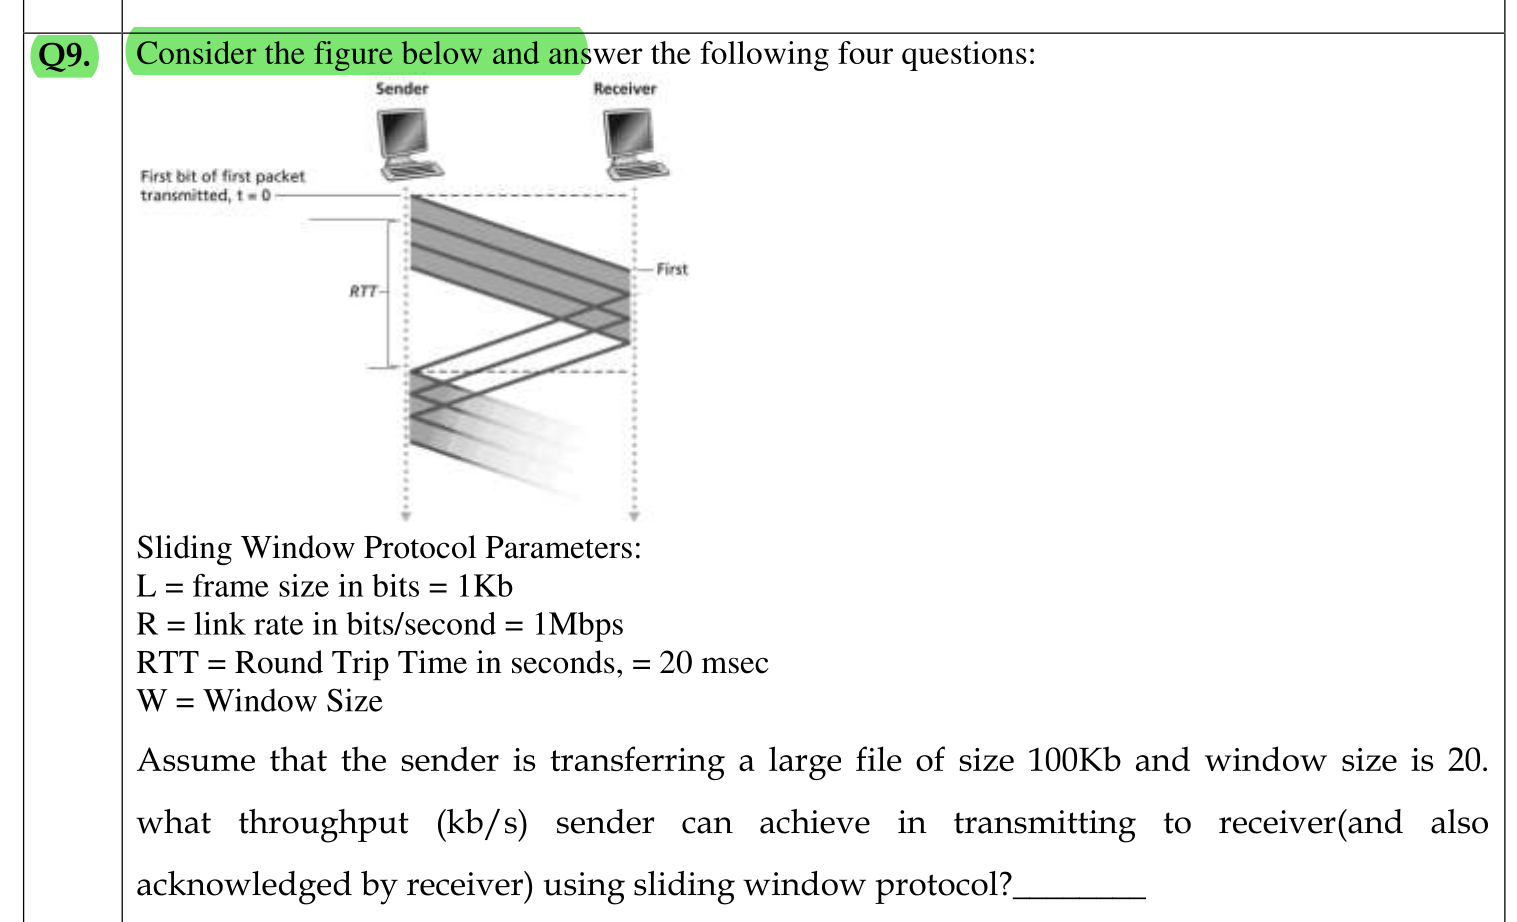 Q9.
Consider the figure below and answer the following four questions:
Sender
Receiver
First bit of first packet
transmitted, t = 0
First
RTT
Sliding Window Protocol Parameters:
L = frame size in bits = 1Kb
R = link rate in bits/second = 1Mbps
RTT = Round Trip Time in seconds, = 20 msec
W = Window Size
Assume that the sender is transferring a large file of size 100Kb and window size is 20.
what throughput (kb/s) sender can achieve in transmitting to receiver(and also
acknowledged by receiver) using sliding window protocol?________